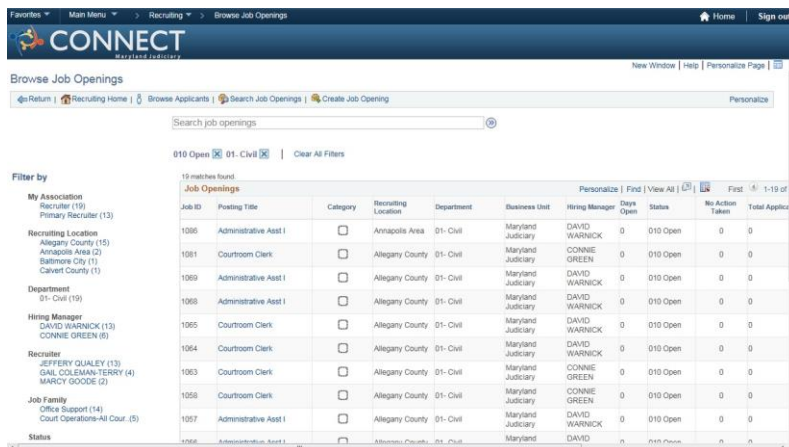 Favorites Main Menu > Recruiting > Browse Job Openings Home Sign out
CONNECT
Maryland Judiciary
New Window | Help | Personalize Page |
Browse Job Openings
Return | Recruiting Home | Browse Applicants | Search Job Openings | Create Job Opening Personalize
Search job openings
010 Open 01- Civil | Clear All Filters
Filter by
My Association
Recruiter (19)
Primary Recruiter (13)
Recruiting Location
Allegany County (15)
Annapolis Area (2)
Baltimore City (1)
Calvert County (1)
Department
01- Civil (19)
Hiring Manager
DAVID WARNICK (13)
CONNIE GREEN (6)
Recruiter
JEFFERY QUALEY (13)
GAIL COLEMAN-TERRY (4)
MARCY GOODE (2)
Job Family
Office Support (14)
Court Operations-All Cour..(5)
Status
19 matches found.
Job Openings Personalize | Find | View All | First 1-19 of
Job ID Posting Title Category Recruiting Location Department Business Unit Hiring Manager Days Open Status No Action Taken Total Applica
1086 Administrative Asst I Annapolis Area 01- Civil Maryland Judiciary DAVID WARNICK 0 010 Open 0 0
1081 Courtroom Clerk Allegany County 01- Civil Maryland Judiciary CONNIE GREEN 0 010 Open 0 0
1069 Administrative Asst I Allegany County 01- Civil Maryland Judiciary DAVID WARNICK 0 010 Open 0 0
1068 Administrative Asst I Allegany County 01- Civil Maryland Judiciary DAVID WARNICK 0 010 Open 0 0
1065 Courtroom Clerk Allegany County 01- Civil Maryland Judiciary DAVID WARNICK 0 010 Open 0 0
1064 Courtroom Clerk Allegany County 01- Civil Maryland Judiciary DAVID WARNICK 0 010 Open 0 0
1063 Courtroom Clerk Allegany County 01- Civil Maryland Judiciary CONNIE GREEN 0 010 Open 0 0
1058 Courtroom Clerk Allegany County 01- Civil Maryland Judiciary CONNIE GREEN 0 010 Open 0 0
1057 Administrative Asst I Allegany County 01- Civil Maryland Judiciary DAVID WARNICK 0 010 Open 0 0
Administrative Asst I Allegany County 01- Civil Maryland DAVID 0 010 Open 0 0